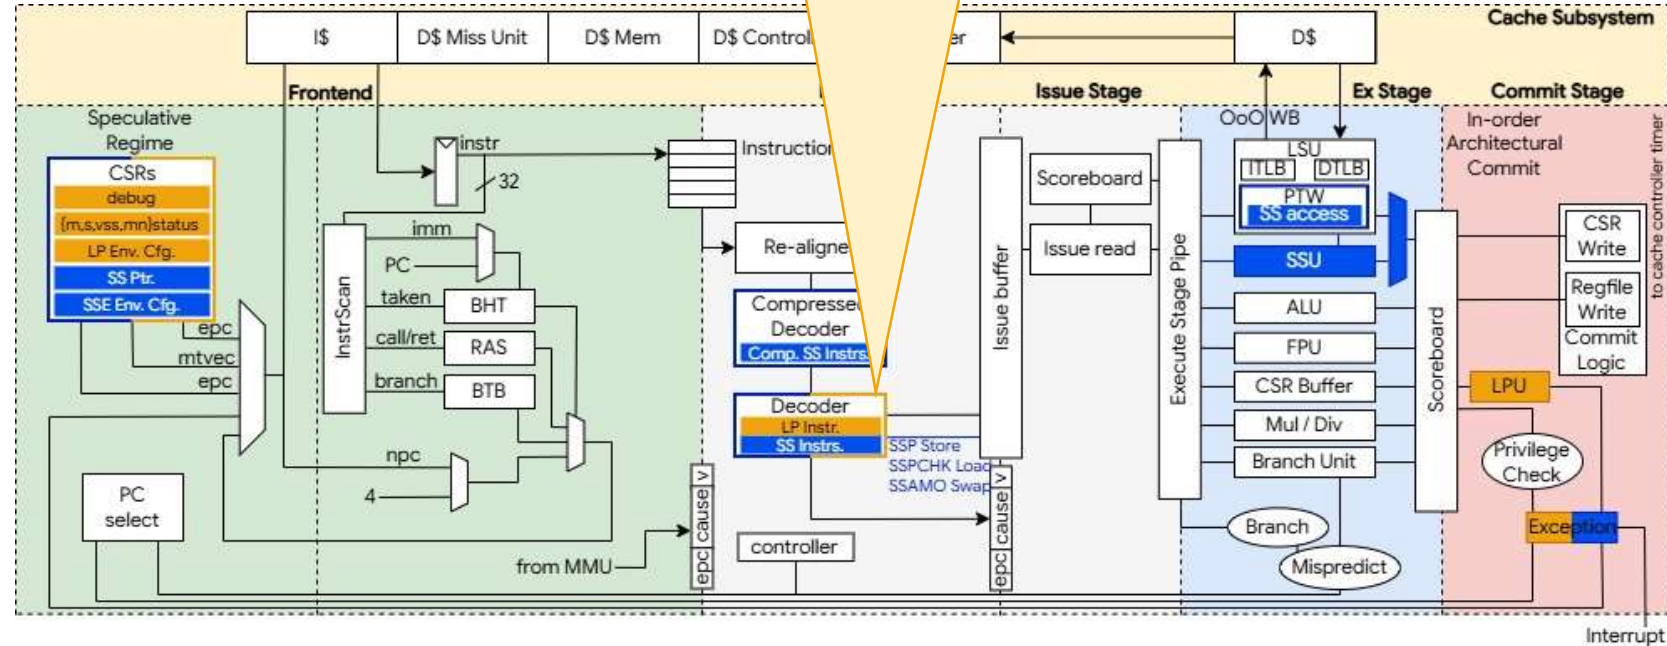 Cache Subsystem
I$
D$ Miss Unit
D$ Mem
D$ Control
er
D$
Frontend
Issue Stage
Ex Stage
Commit Stage
Speculative
Regime
CSRs
debug
{m,s,vss,mn}status
LP Env. Cfg.
SS Ptr.
SSE Env. Cfg.
epc
mtvec
epc
PC
select
instr
32
InstrScan
imm
PC
taken
call/ret
branch
BHT
RAS
BTB
npc
4
from MMU
epc cause v
Instruction
Re-aligne
Compressed
Decoder
Comp. SS Instrs.
Decoder
LP Instr.
SS Instrs.
SSP Store
SSPCHK Load
SSAMO Swap
controller
epc cause v
Issue buffer
Scoreboard
Issue read
Execute Stage Pipe
OoO WB
LSU
ITLB
DTLB
PTW
SS access
SSU
ALU
FPU
CSR Buffer
Mul / Div
Branch Unit
Branch
Mispredict
Scoreboard
In-order
Architectural
Commit
CSR
Write
Regfile
Write
Commit
Logic
to cache controller timer
LPU
Privilege
Check
Exception
Interrupt